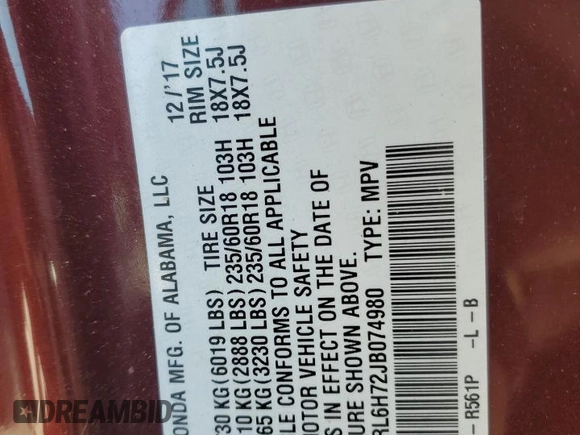 ONDA MFG. OF ALABAMA, LLC 12/'17
30 KG (6019 LBS) TIRE SIZE RIM SIZE
10 KG (2888 LBS) 235/60R18 103H 18X7.5J
65 KG (3230 LBS) 235/60R18 103H 18X7.5J
LE CONFORMS TO ALL APPLICABLE
MOTOR VEHICLE SAFETY
S IN EFFECT ON THE DATE OF
URE SHOWN ABOVE.
RL6H72JB074980 TYPE: MPV
- R561P -L-B
DREAMBID